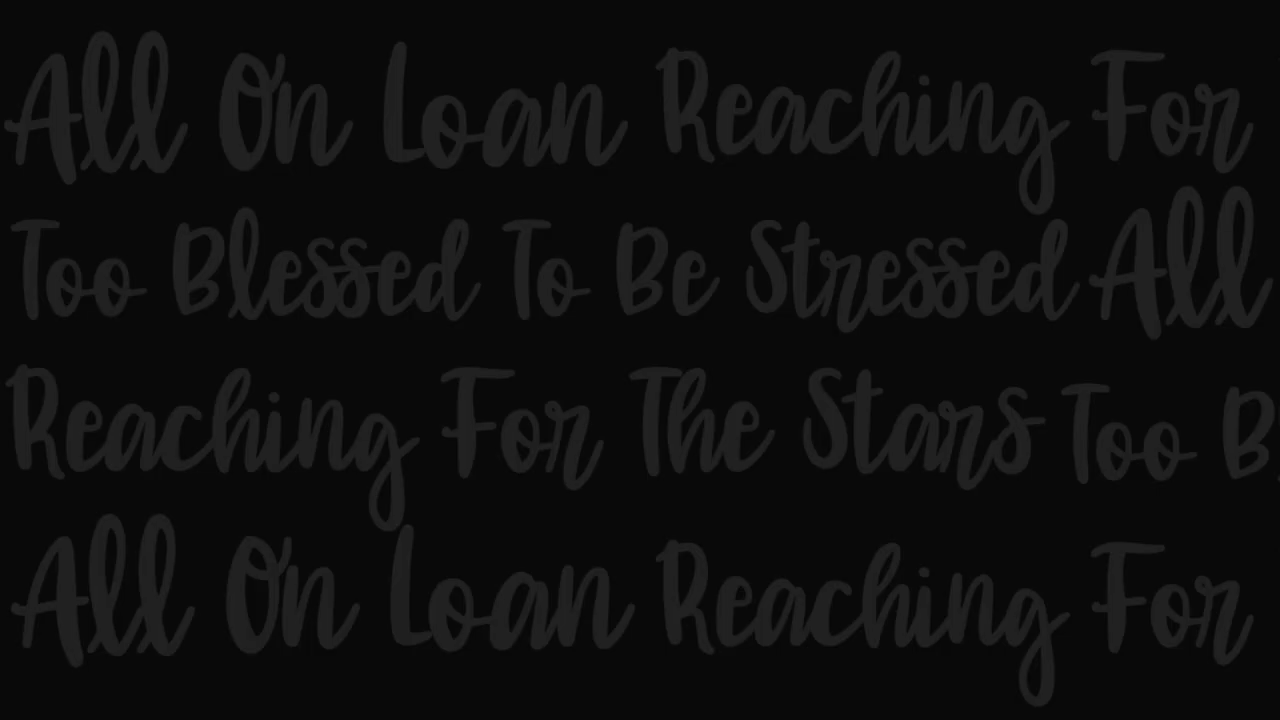 All On Loan Reaching For
Too Blessed To Be Stressed All
Reaching For The Stars Too B
All On Loan Reaching For